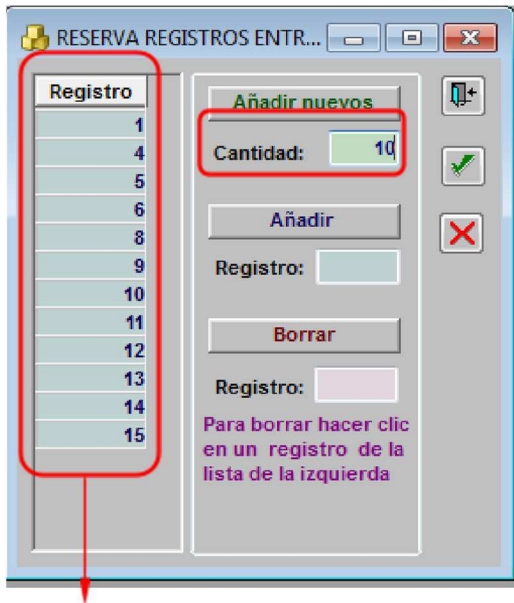 RESERVA REGISTROS ENTR...
Registro
1
4
5
6
8
9
10
11
12
13
14
15
Añadir nuevos
Cantidad: 10
Añadir
Registro:
Borrar
Registro:
Para borrar hacer clic
en un registro de la
lista de la izquierda